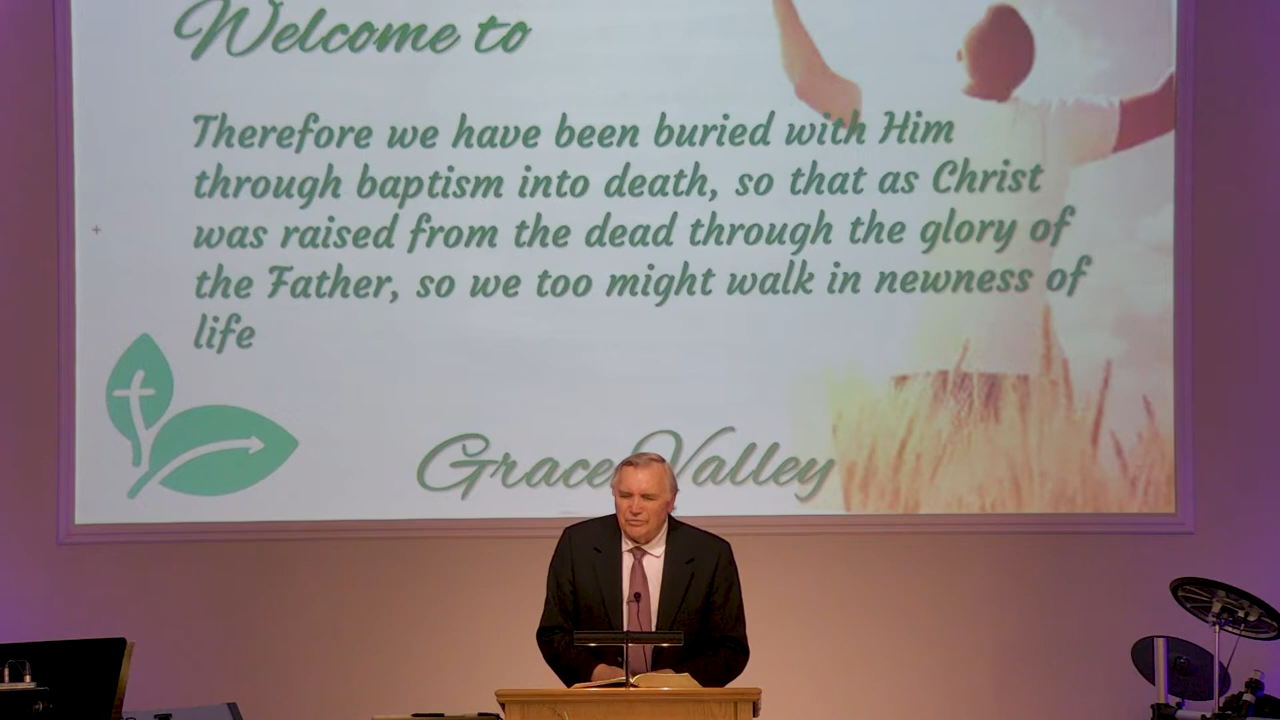 Welcome to
Therefore we have been buried with Him
through baptism into death, so that as Christ
was raised from the dead through the glory of
the Father, so we too might walk in newness of
life
Grace Valley